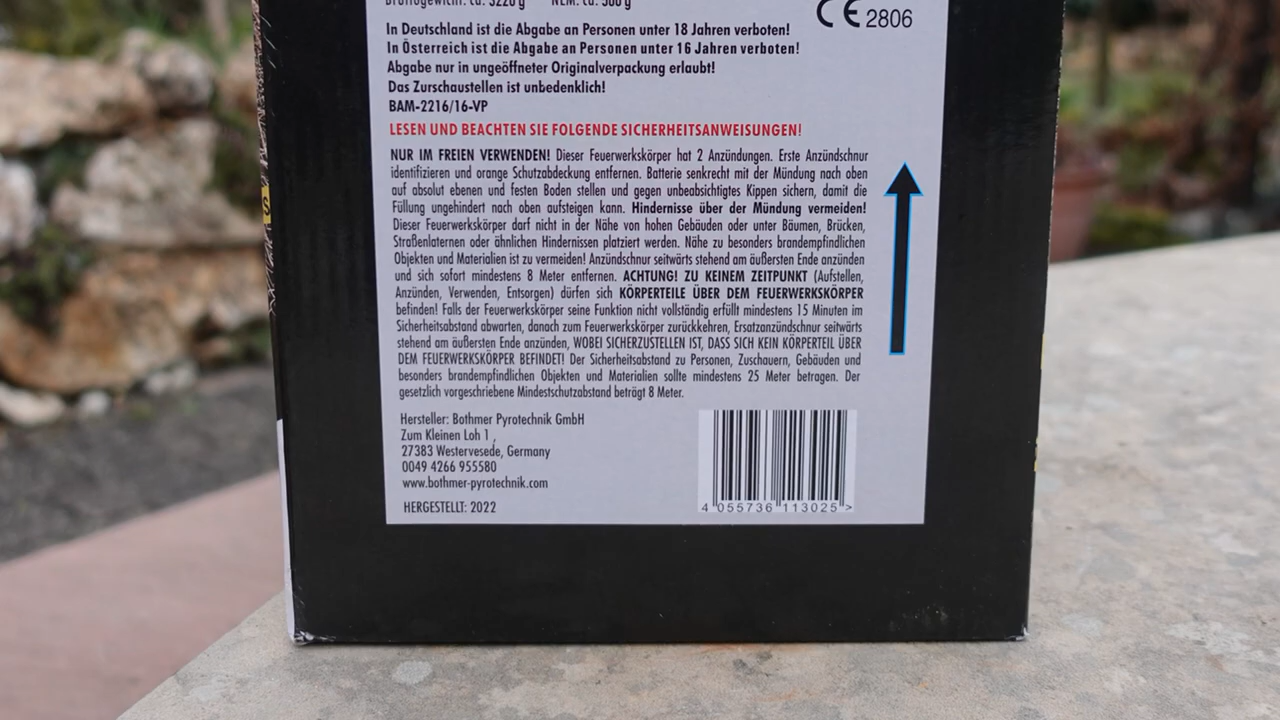 Bruttogewicht: ca. 3220 g NEM: ca. 500 g
CE 2806
In Deutschland ist die Abgabe an Personen unter 18 Jahren verboten!
In Österreich ist die Abgabe an Personen unter 16 Jahren verboten!
Abgabe nur in ungeöffneter Originalverpackung erlaubt!
Das Zurschaustellen ist unbedenklich!
BAM-2216/16-VP
LESEN UND BEACHTEN SIE FOLGENDE SICHERHEITSANWEISUNGEN!
NUR IM FREIEN VERWENDEN! Dieser Feuerwerkskörper hat 2 Anzündungen. Erste Anzündschnur
identifizieren und orange Schutzabdeckung entfernen. Batterie senkrecht mit der Mündung nach oben
auf absolut ebenen und festen Boden stellen und gegen unbeabsichtigtes Kippen sichern, damit die
Füllung ungehindert nach oben aufsteigen kann. Hindernisse über der Mündung vermeiden!
Dieser Feuerwerkskörper darf nicht in der Nähe von hohen Gebäuden oder unter Bäumen, Brücken,
Straßenlaternen oder ähnlichen Hindernissen platziert werden. Nähe zu besonders brandempfindlichen
Objekten und Materialien ist zu vermeiden! Anzündschnur seitwärts stehend am äußersten Ende anzünden
und sich sofort mindestens 8 Meter entfernen. ACHTUNG! ZU KEINEM ZEITPUNKT (Aufstellen,
Anzünden, Verwenden, Entsorgen) dürfen sich KÖRPERTEILE ÜBER DEM FEUERWERKSKÖRPER
befinden! Falls der Feuerwerkskörper seine Funktion nicht vollständig erfüllt mindestens 15 Minuten im
Sicherheitsabstand abwarten, danach zum Feuerwerkskörper zurückkehren, Ersatzanzündschnur seitwärts
stehend am äußersten Ende anzünden, WOBEI SICHERZUSTELLEN IST, DASS SICH KEIN KÖRPERTEIL ÜBER
DEM FEUERWERKSKÖRPER BEFINDET! Der Sicherheitsabstand zu Personen, Zuschauern, Gebäuden und
besonders brandempfindlichen Objekten und Materialien sollte mindestens 25 Meter betragen. Der
gesetzlich vorgeschriebene Mindestschutzabstand beträgt 8 Meter.
Hersteller: Bothmer Pyrotechnik GmbH
Zum Kleinen Loh 1,
27383 Westervesede, Germany
0049 4266 955580
www.bothmer-pyrotechnik.com
HERGESTELLT: 2022
4 055736 113025 >
S